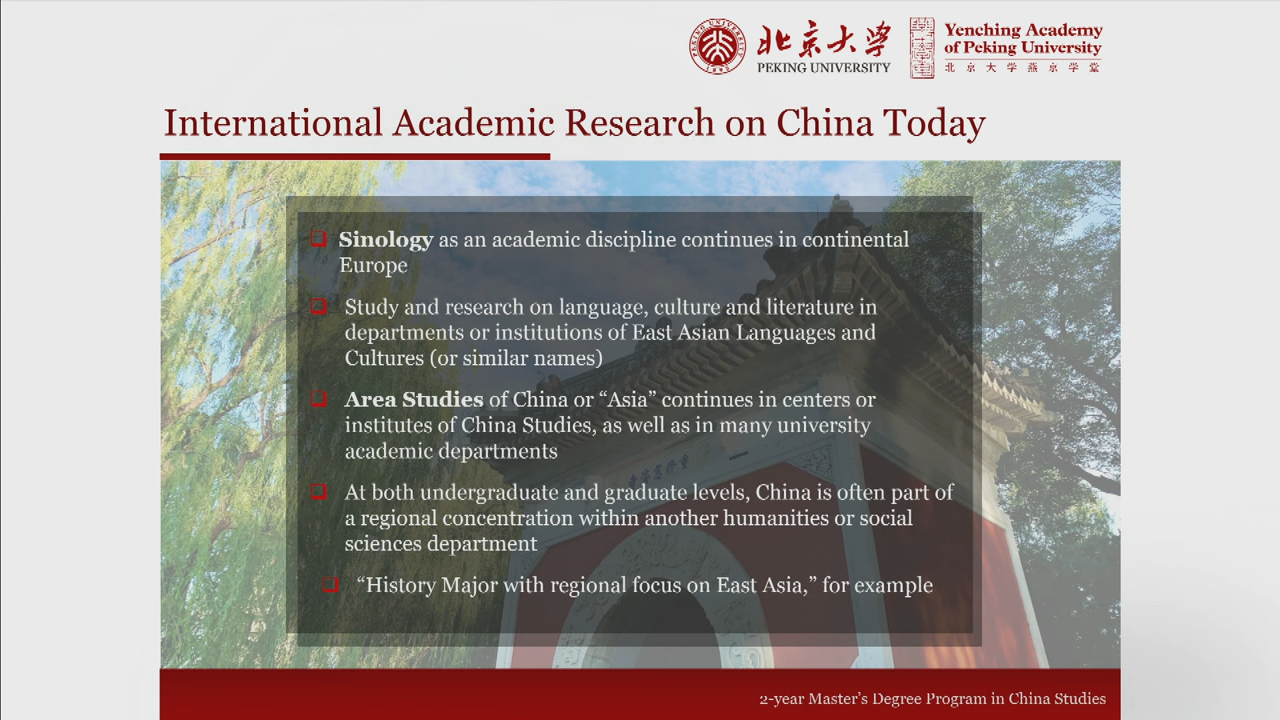 北京大学
PEKING UNIVERSITY
Yenching Academy
of Peking University
北京大学燕京学堂
International Academic Research on China Today
Sinology as an academic discipline continues in continental
Europe
Study and research on language, culture and literature in
departments or institutions of East Asian Languages and
Cultures (or similar names)
Area Studies of China or “Asia” continues in centers or
institutes of China Studies, as well as in many university
academic departments
At both undergraduate and graduate levels, China is often part of
a regional concentration within another humanities or social
sciences department
“History Major with regional focus on East Asia,” for example
2-year Master’s Degree Program in China Studies